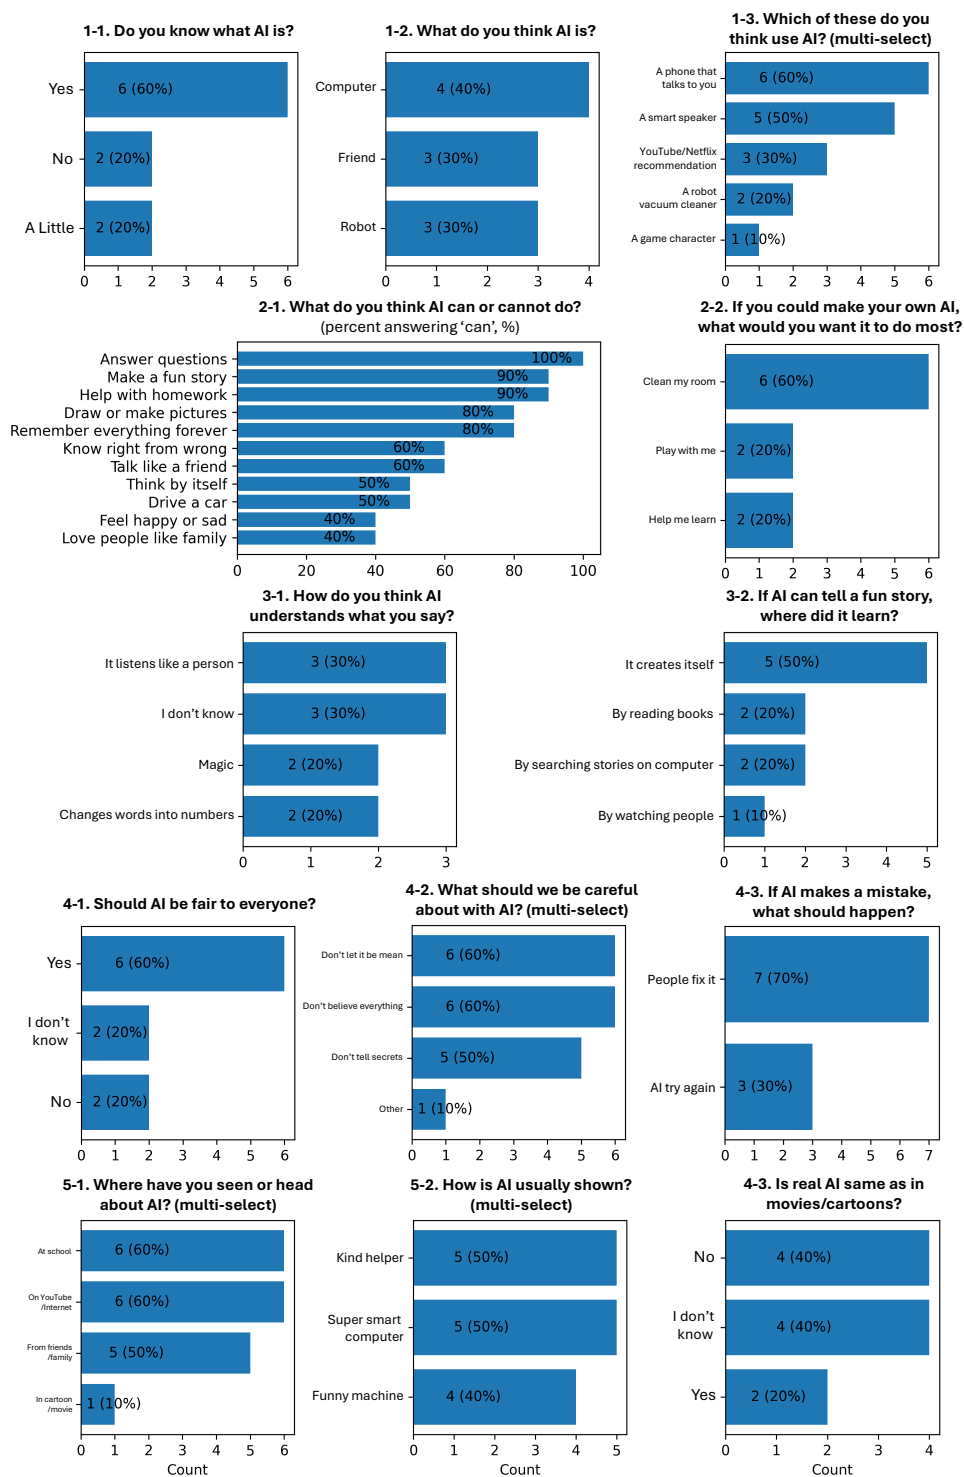 1-1. Do you know what AI is?
Yes
6 (60%)
No
2 (20%)
A Little
2 (20%)
0 1 2 3 4 5 6
1-2. What do you think AI is?
Computer
4 (40%)
Friend
3 (30%)
Robot
3 (30%)
0 1 2 3 4
1-3. Which of these do you
think use AI? (multi-select)
A phone that
talks to you
6 (60%)
A smart speaker
5 (50%)
YouTube/Netflix
recommendation
3 (30%)
A robot
vacuum cleaner
2 (20%)
A game character
1 (10%)
0 1 2 3 4 5 6
2-1. What do you think AI can or cannot do?
(percent answering ‘can’, %)
Answer questions
100%
Make a fun story
90%
Help with homework
90%
Draw or make pictures
80%
Remember everything forever
80%
Know right from wrong
60%
Talk like a friend
60%
Think by itself
50%
Drive a car
50%
Feel happy or sad
40%
Love people like family
40%
0 20 40 60 80 100
2-2. If you could make your own AI,
what would you want it to do most?
Clean my room
6 (60%)
Play with me
2 (20%)
Help me learn
2 (20%)
0 1 2 3 4 5 6
3-1. How do you think AI
understands what you say?
It listens like a person
3 (30%)
I don’t know
3 (30%)
Magic
2 (20%)
Changes words into numbers
2 (20%)
0 1 2 3
3-2. If AI can tell a fun story,
where did it learn?
It creates itself
5 (50%)
By reading books
2 (20%)
By searching stories on computer
2 (20%)
By watching people
1 (10%)
0 1 2 3 4 5
4-1. Should AI be fair to everyone?
Yes
6 (60%)
I don’t
know
2 (20%)
No
2 (20%)
0 1 2 3 4 5 6
4-2. What should we be careful
about with AI? (multi-select)
Don’t let it be mean
6 (60%)
Don’t believe everything
6 (60%)
Don’t tell secrets
5 (50%)
Other
1 (10%)
0 1 2 3 4 5 6
4-3. If AI makes a mistake,
what should happen?
People fix it
7 (70%)
AI try again
3 (30%)
0 1 2 3 4 5 6 7
5-1. Where have you seen or head
about AI? (multi-select)
At school
6 (60%)
On YouTube
/Internet
6 (60%)
From friends
/family
5 (50%)
In cartoon
/movie
1 (10%)
0 1 2 3 4 5 6
Count
5-2. How is AI usually shown?
(multi-select)
Kind helper
5 (50%)
Super smart
computer
5 (50%)
Funny machine
4 (40%)
0 1 2 3 4 5
Count
4-3. Is real AI same as in
movies/cartoons?
No
4 (40%)
I don’t
know
4 (40%)
Yes
2 (20%)
0 1 2 3 4
Count